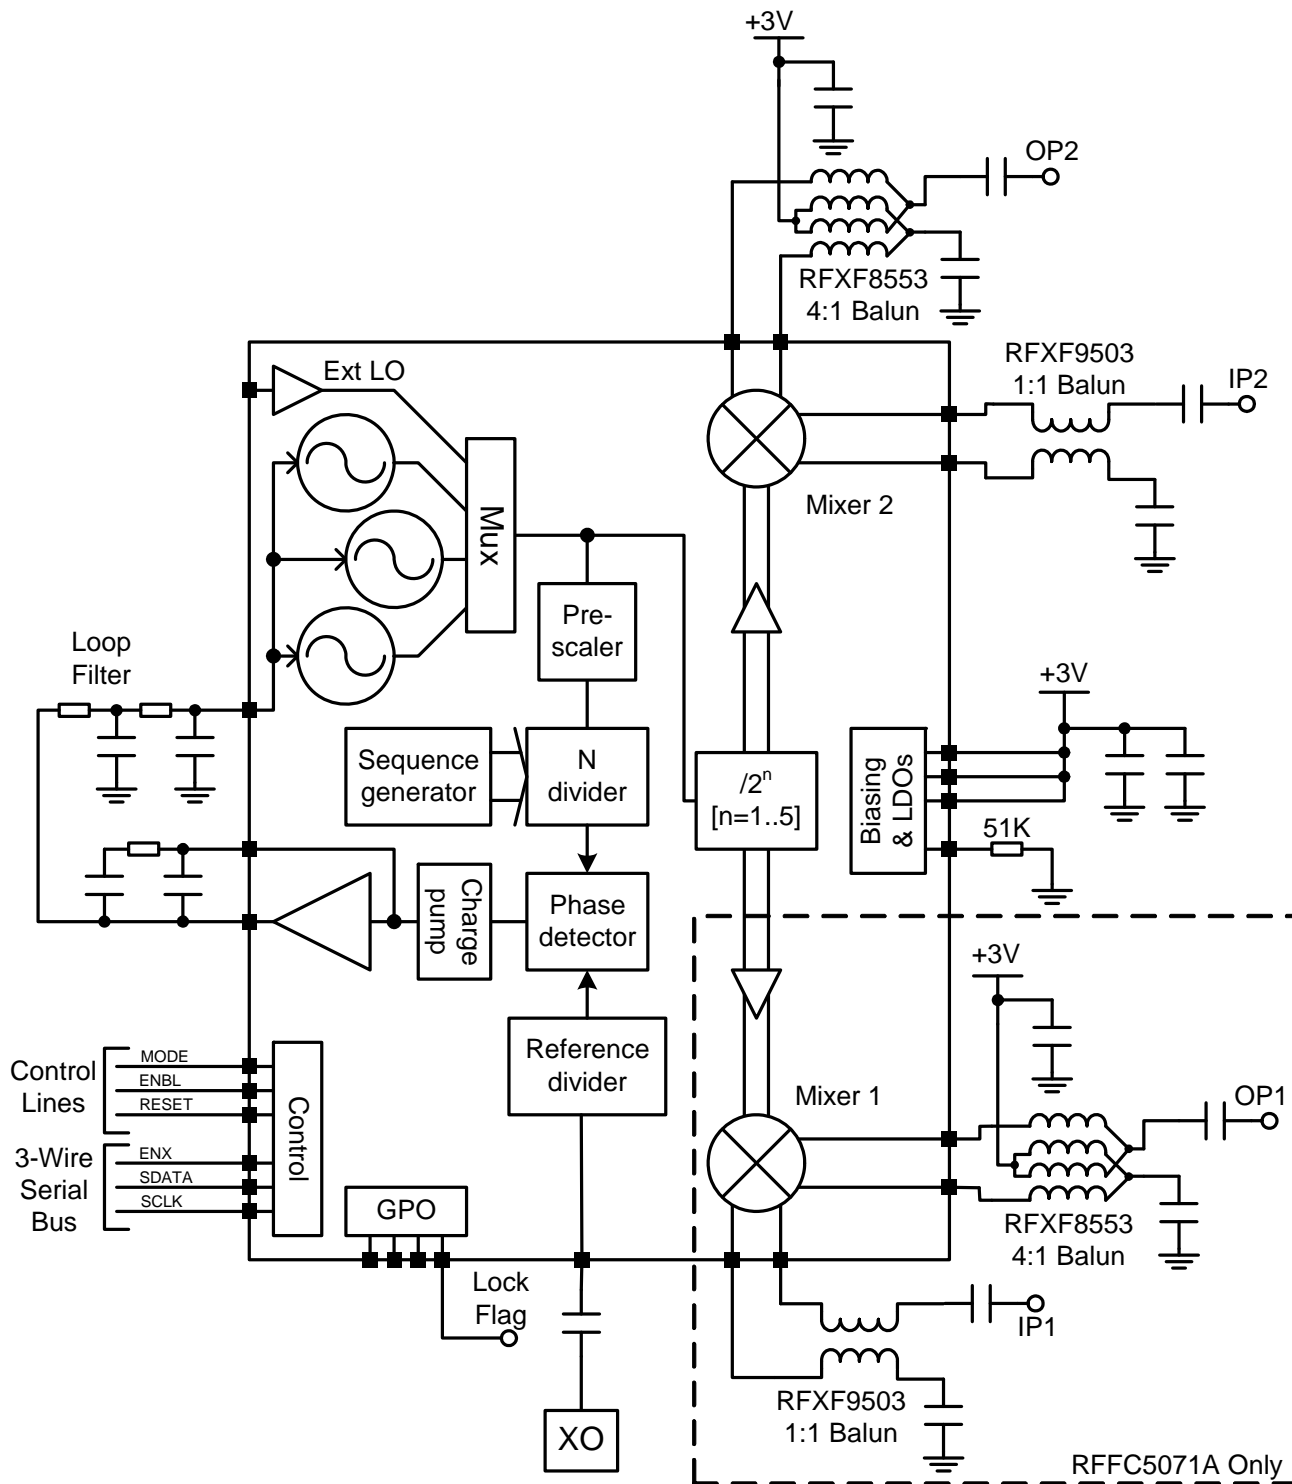 +3V
OP2
RFXF8553
4:1 Balun
RFXF9503
1:1 Balun
IP2
Ext LO
Mux
Mixer 2
Pre-
scaler
Loop
Filter
+3V
Sequence
generator
N
divider
/2ⁿ
[n=1..5]
Biasing
& LDOs
51K
Charge
pump
Phase
detector
+3V
Reference
divider
Mixer 1
OP1
Control
Lines
MODE
ENBL
RESET
3-Wire
Serial
Bus
ENX
SDATA
SCLK
Control
GPO
RFXF8553
4:1 Balun
Lock
Flag
IP1
RFXF9503
1:1 Balun
XO
RFFC5071A Only